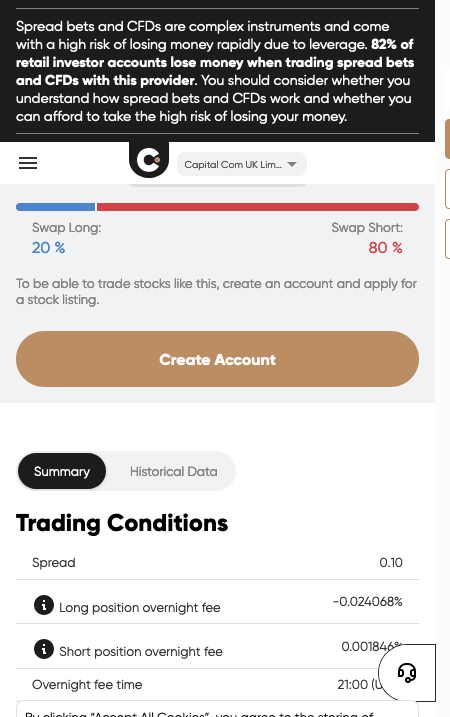 Spread bets and CFDs are complex instruments and come
with a high risk of losing money rapidly due to leverage. 82% of
retail investor accounts lose money when trading spread bets
and CFDs with this provider. You should consider whether you
understand how spread bets and CFDs work and whether you
can afford to take the high risk of losing your money.
Capital Com UK Lim...
Swap Long:
Swap Short:
20 %
80 %
To be able to trade stocks like this, create an account and apply for
a stock listing.
Create Account
Summary
Historical Data
Trading Conditions
Spread
0.10
Long position overnight fee
-0.024068%
Short position overnight fee
0.001846%
Overnight fee time
21:00 (U
By clicking "Accept All Cookies", you agree to the storing of